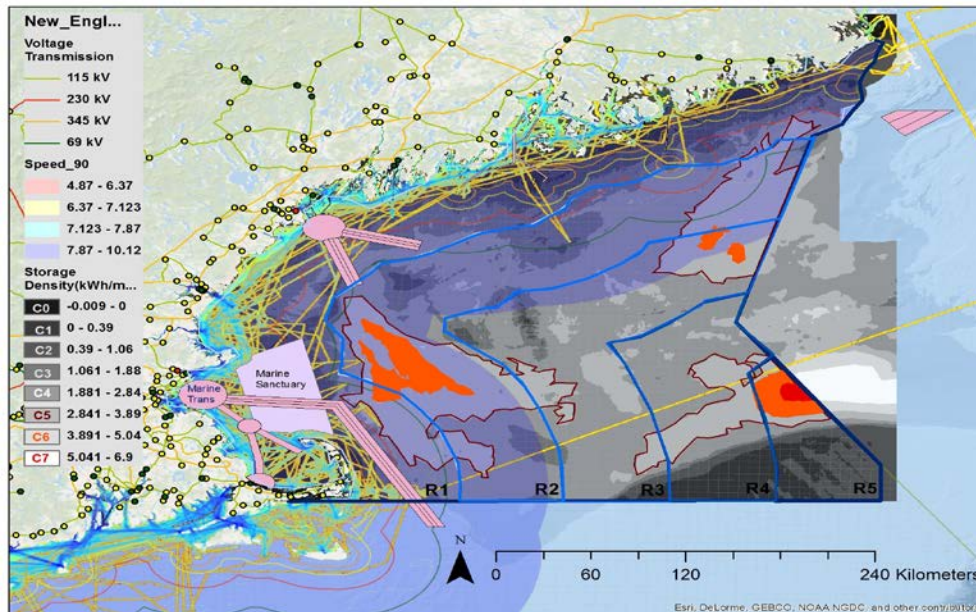 New_Engl...
Voltage
Transmission
115 kV
230 kV
345 kV
69 kV
Speed_90
4.87 - 6.37
6.37 - 7.123
7.123 - 7.87
7.87 - 10.12
Storage
Density(kWh/m...
C0 -0.009 - 0
C1 0 - 0.39
C2 0.39 - 1.06
C3 1.061 - 1.88
C4 1.881 - 2.84
C5 2.841 - 3.89
C6 3.891 - 5.04
C7 5.041 - 6.9
Marine
Sanctuary
Marine
Trans
R1
R2
R3
R4
R5
N
0 60 120 240 Kilometers
Esri, DeLorme, GEBCO, NOAA NGDC, and other contributors